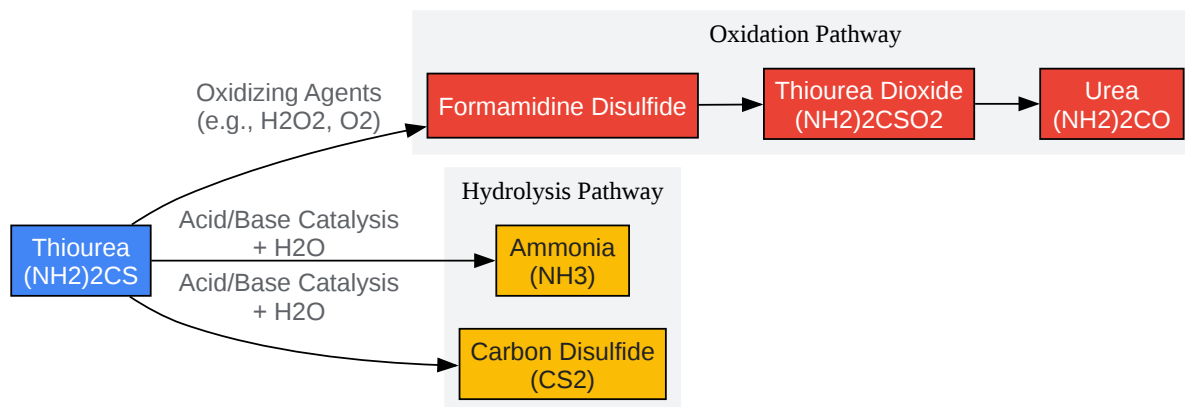 Oxidation Pathway
Oxidizing Agents
(e.g., H2O2, O2)
Formamidine Disulfide
Thiourea Dioxide
(NH2)2CSO2
Urea
(NH2)2CO
Hydrolysis Pathway
Thiourea
(NH2)2CS
Acid/Base Catalysis
+ H2O
Ammonia
(NH3)
Acid/Base Catalysis
+ H2O
Carbon Disulfide
(CS2)